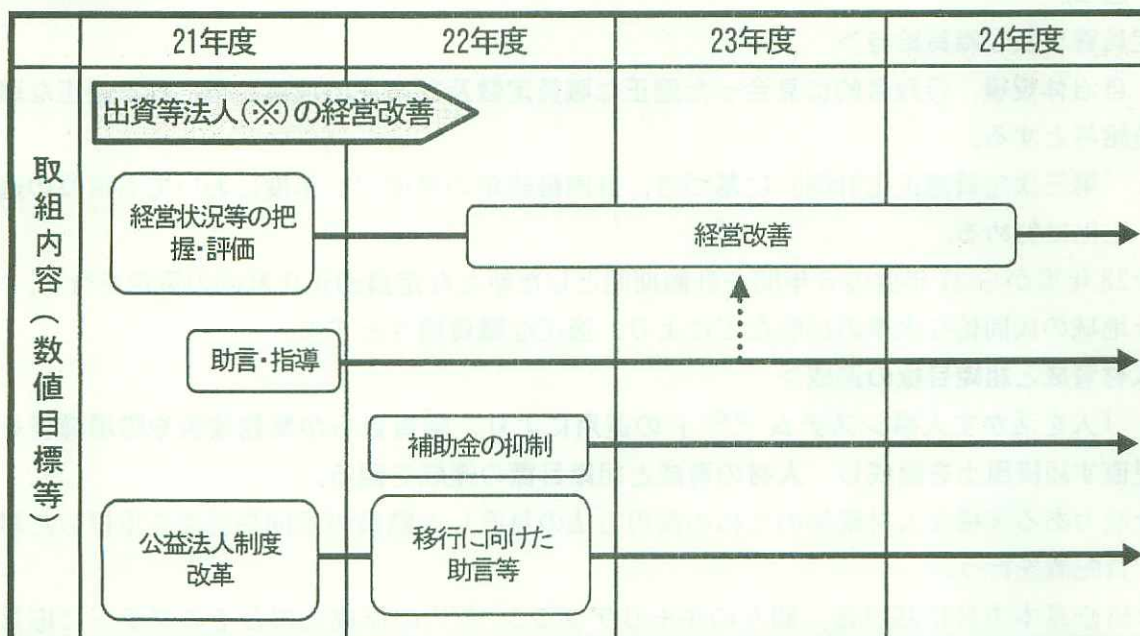 21年度
22年度
23年度
24年度
取組内容(数値目標等)
出資等法人(※)の経営改善
経営状況等の把
握・評価
経営改善
助言・指導
補助金の抑制
公益法人制度
改革
移行に向けた
助言等